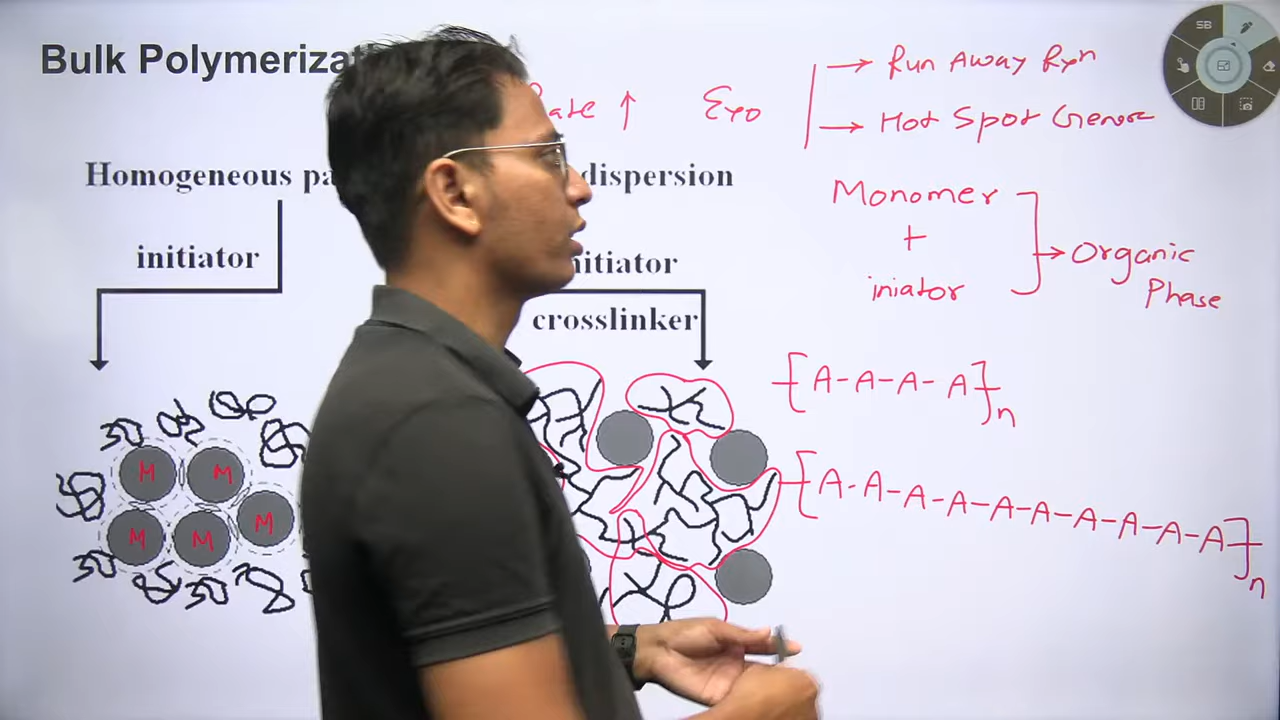 Bulk Polymerizat
Rate ↑ Exo
→ Run Away Rxn
→ Hot Spot Generc
Homogeneous pa
dispersion
Monomer
+
iniator
→ Organic
Phase
initiator
nitiator
crosslinker
[A-A-A-A]n
[A-A-A-A-A-A-A-A-A-A]n
M M
M M M
SB